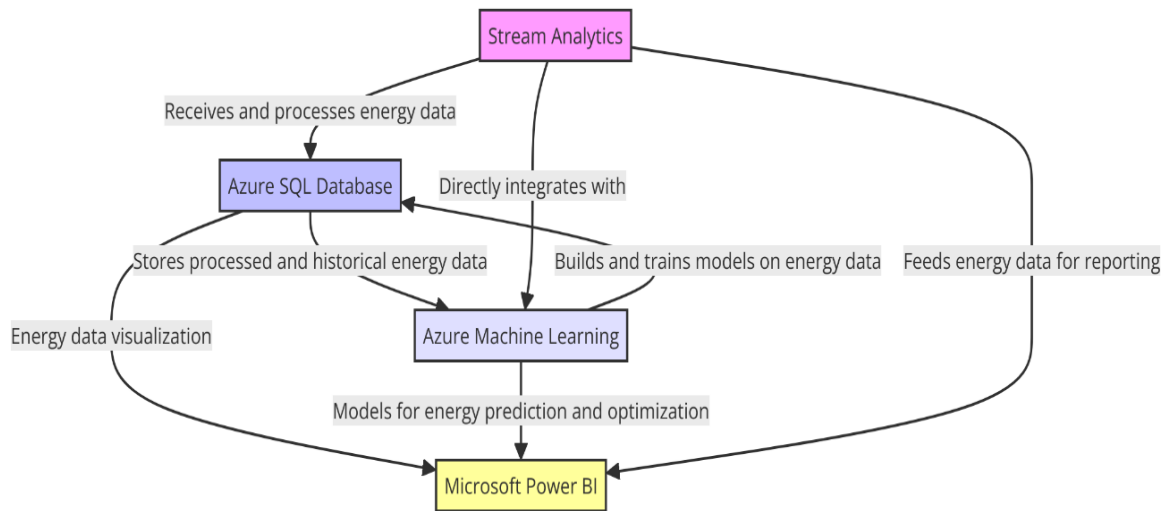 Stream Analytics
Receives and processes energy data
Azure SQL Database
Directly integrates with
Stores processed and historical energy data
Builds and trains models on energy data
Feeds energy data for reporting
Energy data visualization
Azure Machine Learning
Models for energy prediction and optimization
Microsoft Power BI